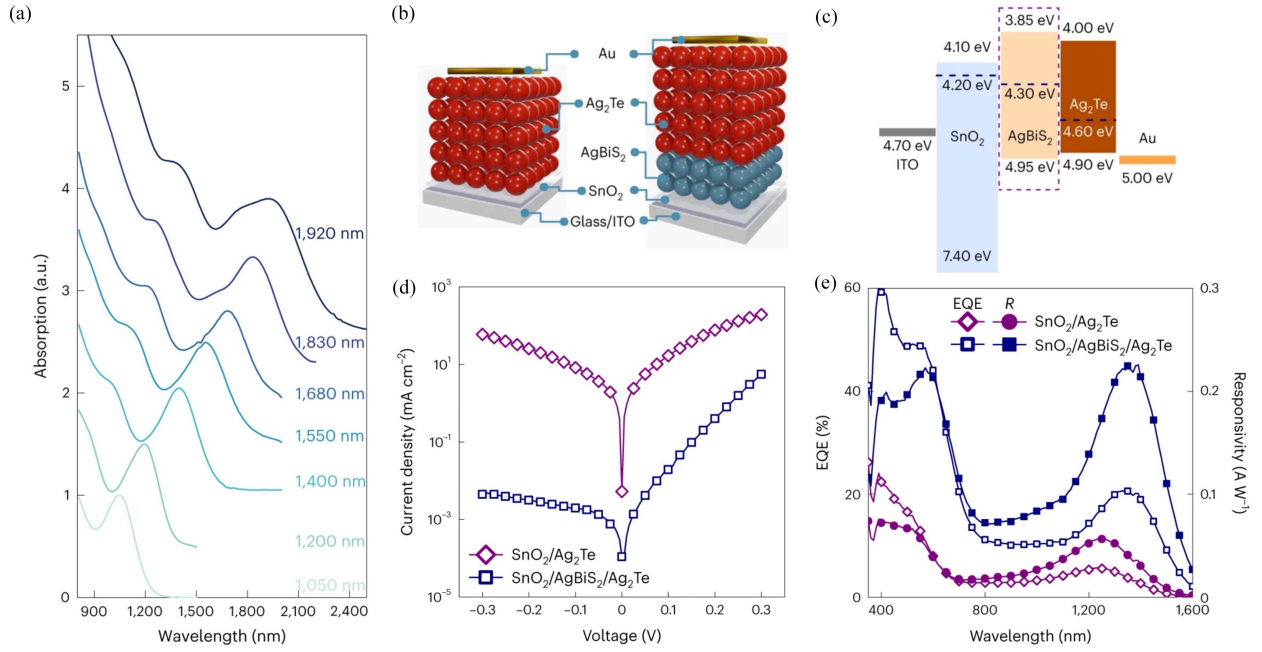 (a)
5
4
3
2
1
0
Absorption (a.u.)
1,920 nm
1,830 nm
1,680 nm
1,550 nm
1,400 nm
1,200 nm
1,050 nm
900 1,200 1,500 1,800 2,100 2,400
Wavelength (nm)
(b)
Au
Ag₂Te
AgBiS₂
SnO₂
Glass/ITO
(c)
3.85 eV
4.10 eV
4.00 eV
4.20 eV
4.30 eV
Ag₂Te
SnO₂
AgBiS₂
4.60 eV
Au
4.70 eV
ITO
4.95 eV
4.90 eV
5.00 eV
7.40 eV
(d)
10³
10¹
10⁻¹
10⁻³
10⁻⁵
Current density (mA cm⁻²)
SnO₂/Ag₂Te
SnO₂/AgBiS₂/Ag₂Te
−0.3 −0.2 −0.1 0 0.1 0.2 0.3
Voltage (V)
(e)
60
40
20
0
EQE (%)
EQE R
SnO₂/Ag₂Te
SnO₂/AgBiS₂/Ag₂Te
0.3
0.2
0.1
0
Responsivity (A W⁻¹)
400 800 1,200 1,600
Wavelength (nm)